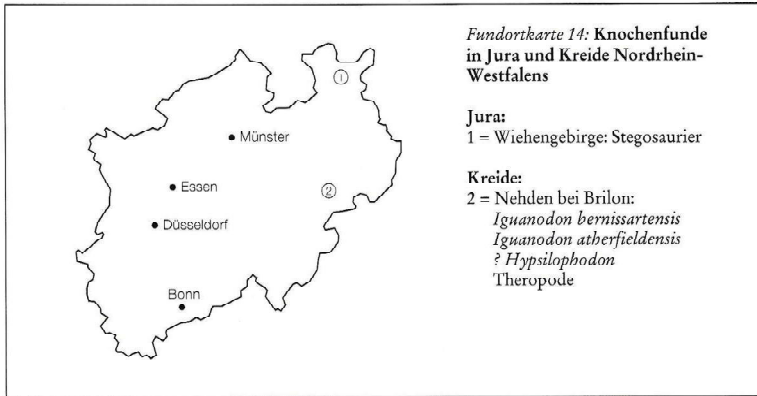 Fundortkarte 14: Knochenfunde
in Jura und Kreide Nordrhein-
Westfalens
Jura:
1 = Wiehengebirge: Stegosaurier
Kreide:
2 = Nehden bei Brilon:
Iguanodon bernissartensis
Iguanodon atherfieldensis
? Hypsilophodon
Theropode
1
Münster
Essen
2
Düsseldorf
Bonn